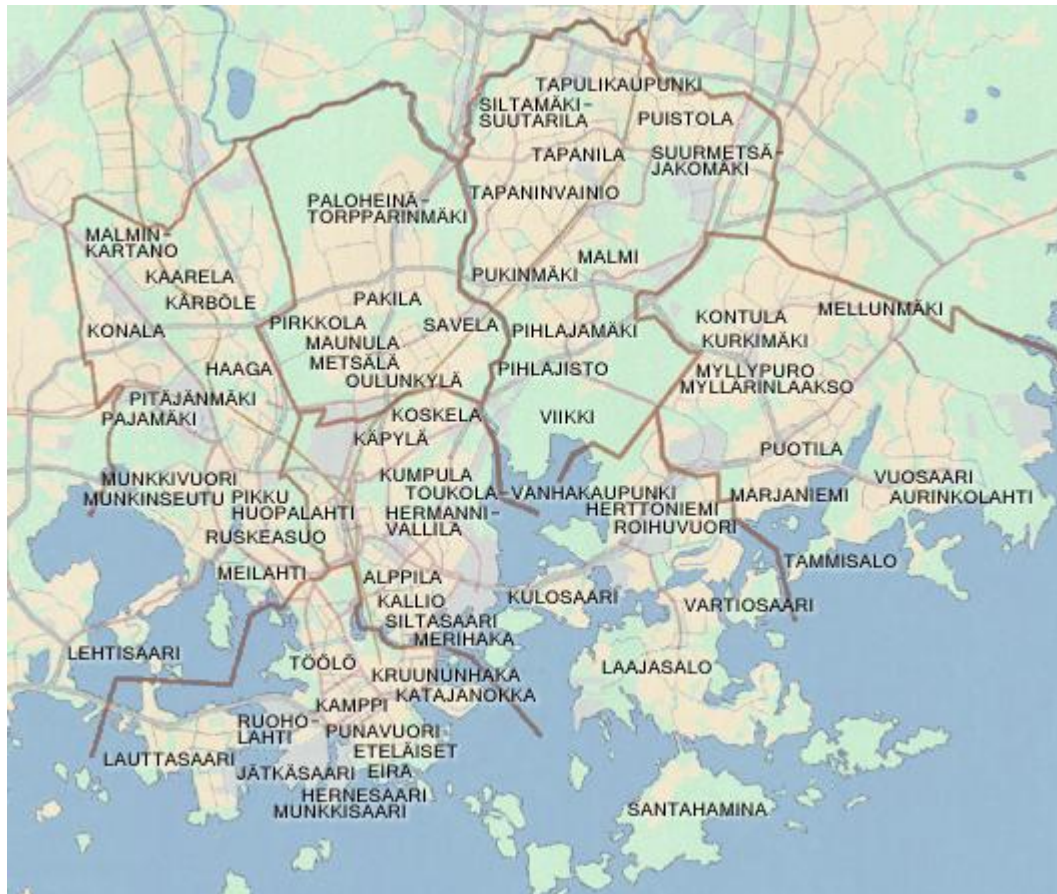 TAPULIKAUPUNKI
SILTAMÄKI-
SUUTARILA
PUISTOLA
TAPANILA
SUURMETSÄ-
JAKOMÄKI
TAPANINVAINIO
PALOHEINÄ-
TORPPARINMÄKI
MALMIN-
KARTANO
MALMI
KAARELA
PUKINMÄKI
KÄRBÖLE
PAKILA
MELLUNMÄKI
KONTULA
KONALA
PIRKKOLA
SAVELA
PIHLAJAMÄKI
MAUNULA
KURKIMÄKI
METSÄLÄ
HAAGA
PIHLAJISTO
MYLLYPURO
OULUNKYLÄ
MYLLÄRINLAAKSO
PITÄJÄNMÄKI
PAJAMÄKI
KOSKELA
VIIKKI
KÄPYLÄ
PUOTILA
MUNKKIVUORI
KUMPULA
VUOSAARI
MUNKINSEUTU
PIKKU
HUOPALAHTI
TOUKOLA-VANHAKAUPUNKI
MARJANIEMI
AURINKOLAHTI
HERMANNI-
VALLILA
HERTTONIEMI
ROIHUVUORI
RUSKEASUO
TAMMISALO
MEILAHTI
ALPPILA
KALLIO
KULOSAARI
VARTIOSAARI
SILTASAARI
MERIHAKA
LEHTISAARI
TÖÖLÖ
KRUUNUNHAKA
LAAJASALO
KATAJANOKKA
KAMPPI
RUOHO-
LAHTI
PUNAVUORI
LAUTTASAARI
ETELÄISET
JÄTKÄSAARI
EIRA
HERNESAARI
MUNKKISAARI
SANTAHAMINA